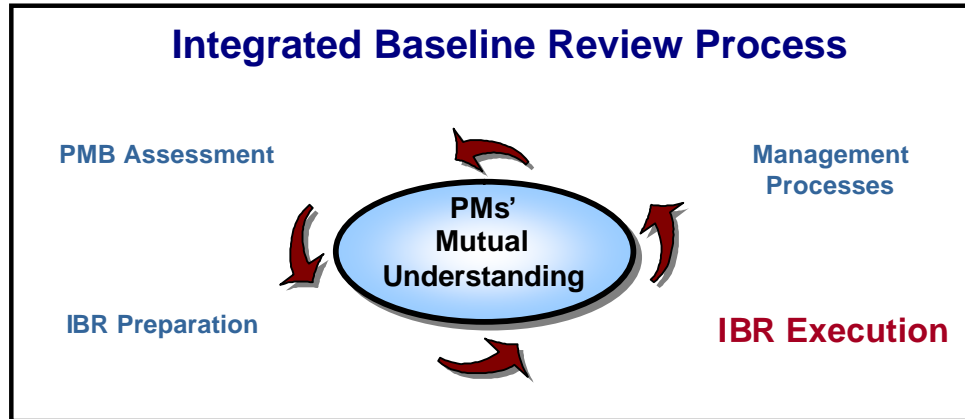 Integrated Baseline Review Process
PMB Assessment
Management
Processes
PMs’
Mutual
Understanding
IBR Preparation
IBR Execution